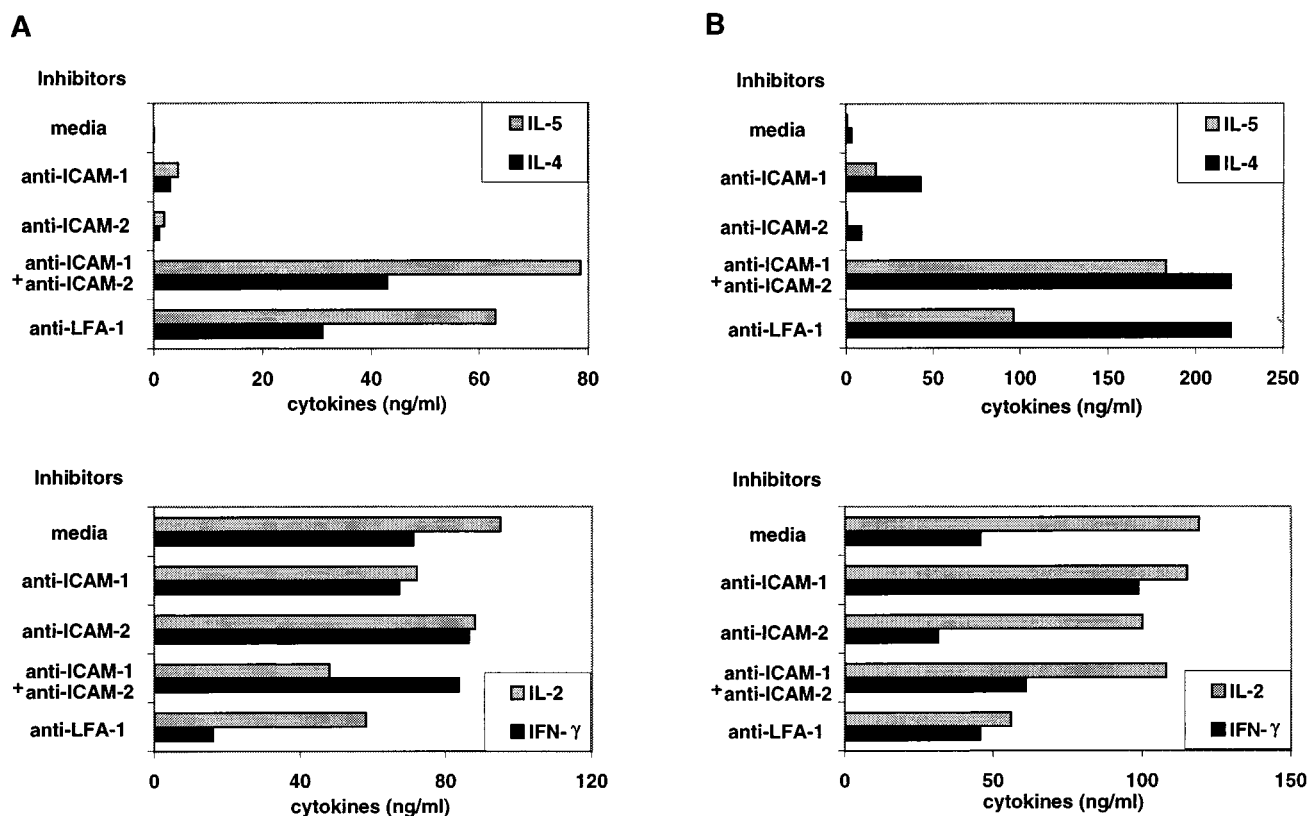 A
Inhibitors
media
anti-ICAM-1
anti-ICAM-2
anti-ICAM-1
+anti-ICAM-2
anti-LFA-1
IL-5
IL-4
0 20 40 60 80
cytokines (ng/ml)
B
Inhibitors
media
anti-ICAM-1
anti-ICAM-2
anti-ICAM-1
+anti-ICAM-2
anti-LFA-1
IL-5
IL-4
0 50 100 150 200 250
cytokines (ng/ml)
Inhibitors
media
anti-ICAM-1
anti-ICAM-2
anti-ICAM-1
+anti-ICAM-2
anti-LFA-1
IL-2
IFN-γ
0 40 80 120
cytokines (ng/ml)
Inhibitors
media
anti-ICAM-1
anti-ICAM-2
anti-ICAM-1
+anti-ICAM-2
anti-LFA-1
IL-2
IFN-γ
0 50 100 150
cytokines (ng/ml)